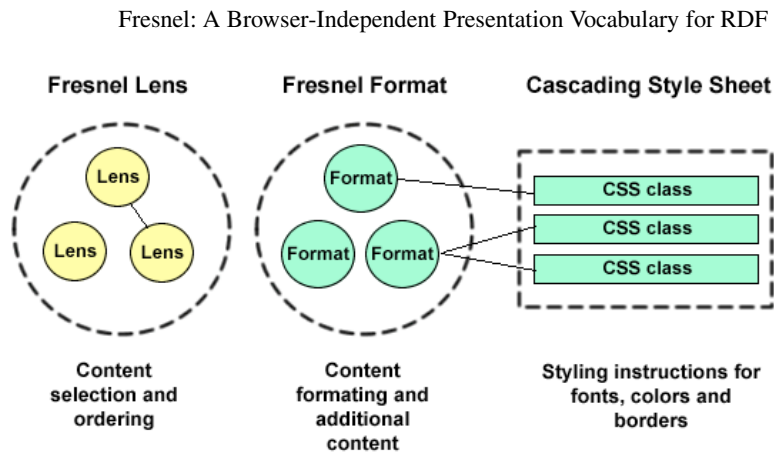 Fresnel: A Browser-Independent Presentation Vocabulary for RDF
Fresnel Lens
Fresnel Format
Cascading Style Sheet
Lens
Lens
Lens
Format
Format
Format
CSS class
CSS class
CSS class
Content
selection and
ordering
Content
formating and
additional
content
Styling instructions for
fonts, colors and
borders